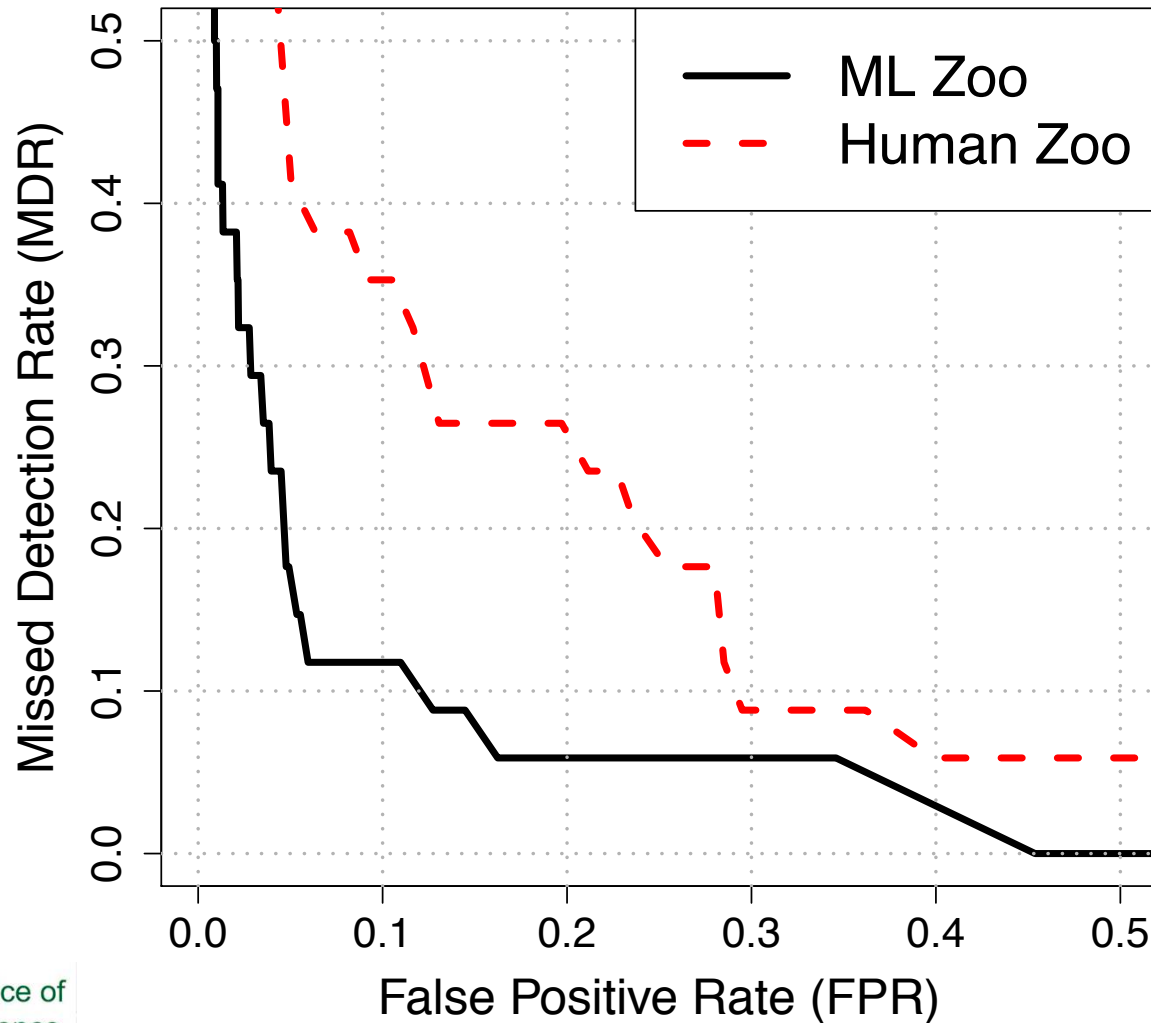 ML Zoo
Human Zoo
Missed Detection Rate (MDR)
0.5
0.4
0.3
0.2
0.1
0.0
0.0 0.1 0.2 0.3 0.4 0.5
False Positive Rate (FPR)
ce of